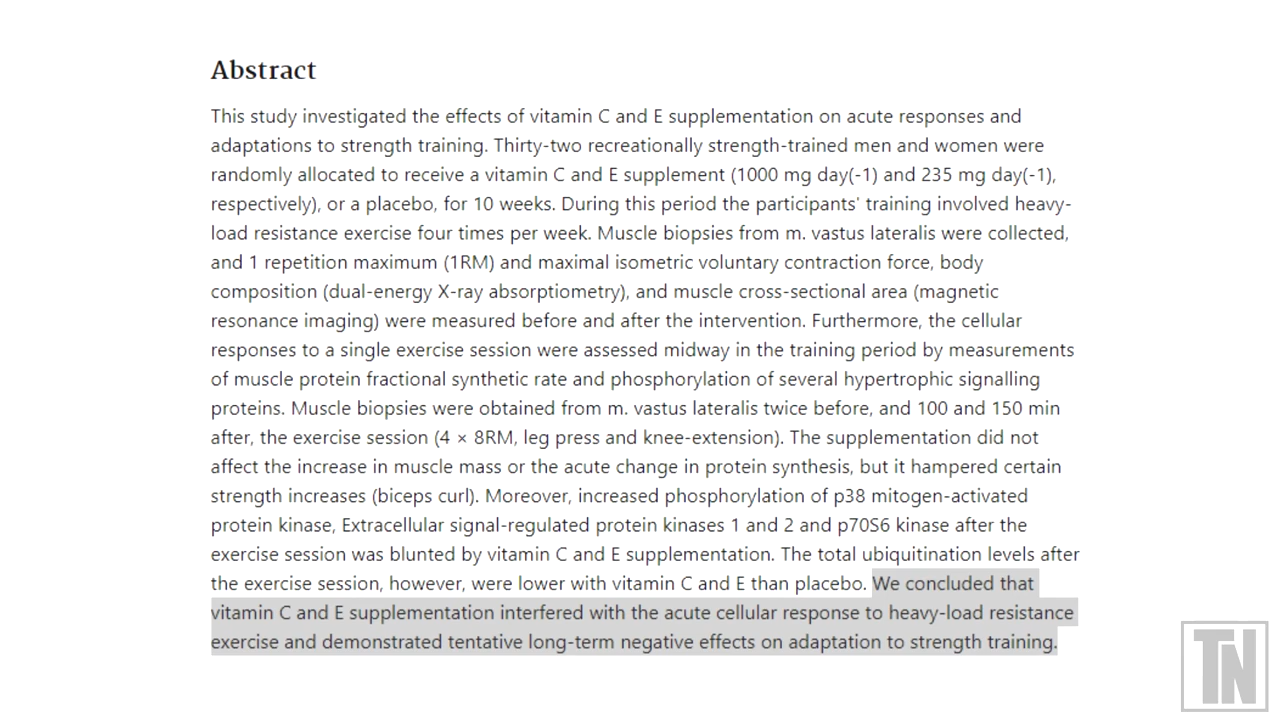 Abstract
This study investigated the effects of vitamin C and E supplementation on acute responses and
adaptations to strength training. Thirty-two recreationally strength-trained men and women were
randomly allocated to receive a vitamin C and E supplement (1000 mg day(-1) and 235 mg day(-1),
respectively), or a placebo, for 10 weeks. During this period the participants' training involved heavy-
load resistance exercise four times per week. Muscle biopsies from m. vastus lateralis were collected,
and 1 repetition maximum (1RM) and maximal isometric voluntary contraction force, body
composition (dual-energy X-ray absorptiometry), and muscle cross-sectional area (magnetic
resonance imaging) were measured before and after the intervention. Furthermore, the cellular
responses to a single exercise session were assessed midway in the training period by measurements
of muscle protein fractional synthetic rate and phosphorylation of several hypertrophic signalling
proteins. Muscle biopsies were obtained from m. vastus lateralis twice before, and 100 and 150 min
after, the exercise session (4 × 8RM, leg press and knee-extension). The supplementation did not
affect the increase in muscle mass or the acute change in protein synthesis, but it hampered certain
strength increases (biceps curl). Moreover, increased phosphorylation of p38 mitogen-activated
protein kinase, Extracellular signal-regulated protein kinases 1 and 2 and p70S6 kinase after the
exercise session was blunted by vitamin C and E supplementation. The total ubiquitination levels after
the exercise session, however, were lower with vitamin C and E than placebo. We concluded that
vitamin C and E supplementation interfered with the acute cellular response to heavy-load resistance
exercise and demonstrated tentative long-term negative effects on adaptation to strength training.
TN